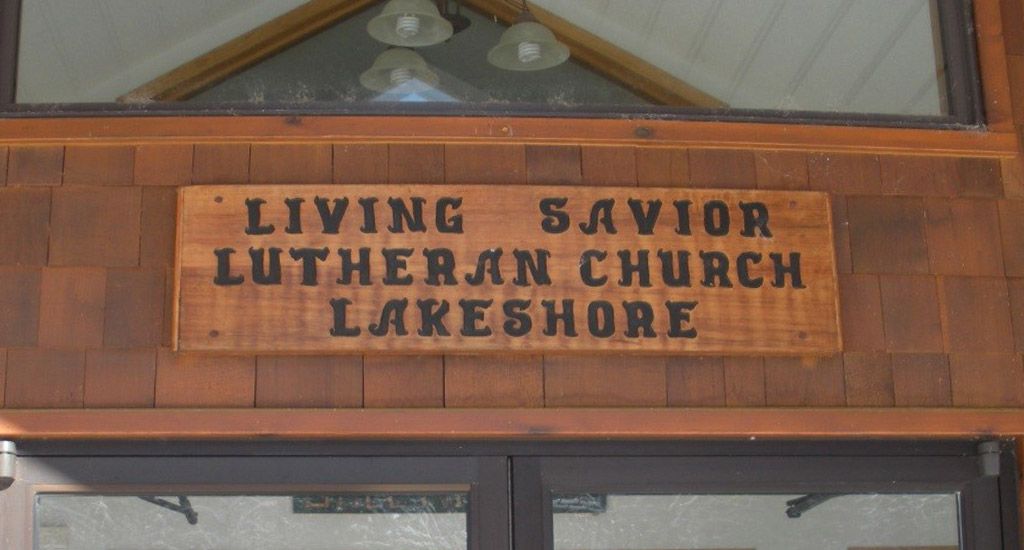 LIVING SAVIOR
LUTHERAN CHURCH
LAKESHORE